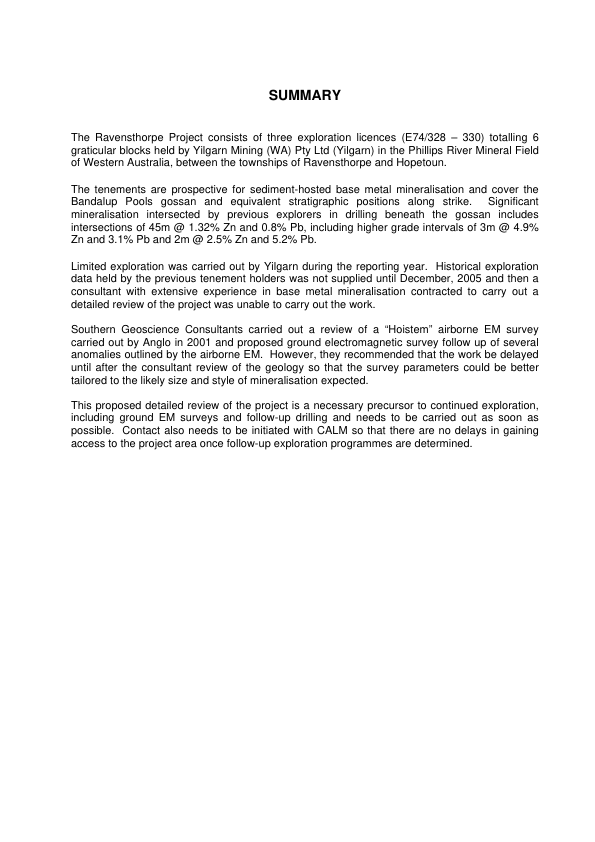 SUMMARY
The Ravensthorpe Project consists of three exploration licences (E74/328 – 330) totalling 6
graticular blocks held by Yilgarn Mining (WA) Pty Ltd (Yilgarn) in the Phillips River Mineral Field
of Western Australia, between the townships of Ravensthorpe and Hopetoun.
The tenements are prospective for sediment-hosted base metal mineralisation and cover the
Bandalup Pools gossan and equivalent stratigraphic positions along strike.  Significant
mineralisation intersected by previous explorers in drilling beneath the gossan includes
intersections of 45m @ 1.32% Zn and 0.8% Pb, including higher grade intervals of 3m @ 4.9%
Zn and 3.1% Pb and 2m @ 2.5% Zn and 5.2% Pb.
Limited exploration was carried out by Yilgarn during the reporting year.  Historical exploration
data held by the previous tenement holders was not supplied until December, 2005 and then a
consultant with extensive experience in base metal mineralisation contracted to carry out a
detailed review of the project was unable to carry out the work.
Southern Geoscience Consultants carried out a review of a “Hoistem” airborne EM survey
carried out by Anglo in 2001 and proposed ground electromagnetic survey follow up of several
anomalies outlined by the airborne EM.  However, they recommended that the work be delayed
until after the consultant review of the geology so that the survey parameters could be better
tailored to the likely size and style of mineralisation expected.
This proposed detailed review of the project is a necessary precursor to continued exploration,
including ground EM surveys and follow-up drilling and needs to be carried out as soon as
possible.  Contact also needs to be initiated with CALM so that there are no delays in gaining
access to the project area once follow-up exploration programmes are determined.